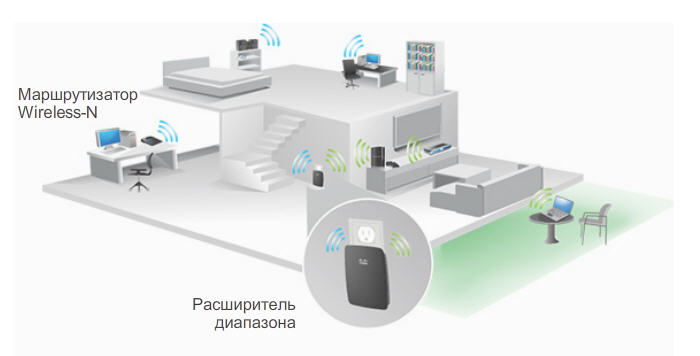 Маршрутизатор
Wireless-N
Расширитель
диапазона